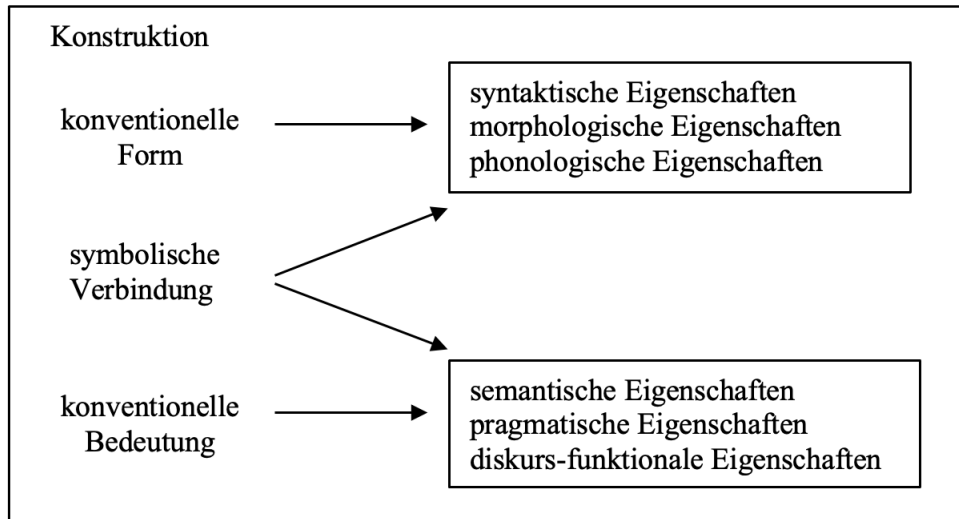 Konstruktion
konventionelle
Form
syntaktische Eigenschaften
morphologische Eigenschaften
phonologische Eigenschaften
symbolische
Verbindung
konventionelle
Bedeutung
semantische Eigenschaften
pragmatische Eigenschaften
diskurs-funktionale Eigenschaften